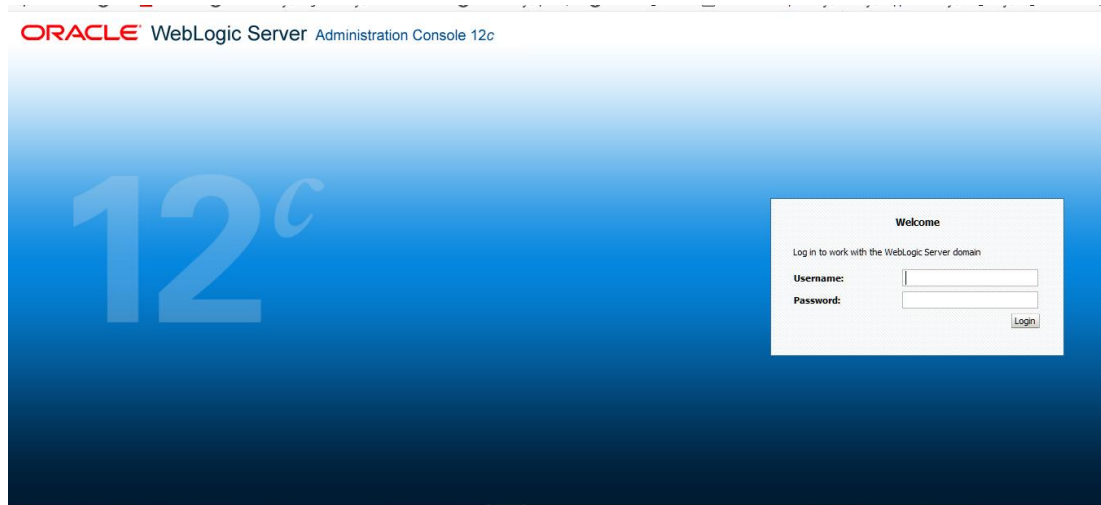 ORACLE WebLogic Server Administration Console 12c
12c
Welcome
Log in to work with the WebLogic Server domain
Username:
Password:
Login